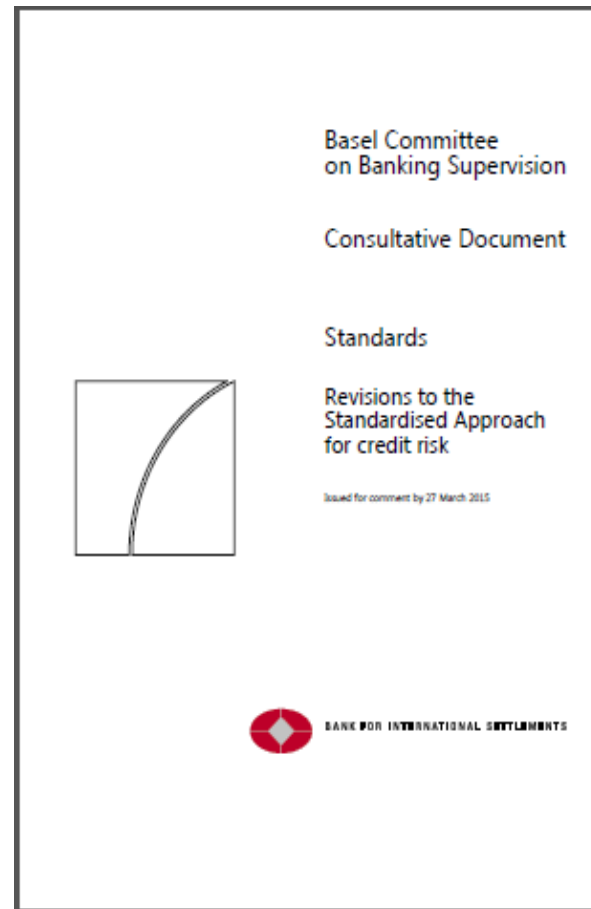 Basel Committee
on Banking Supervision
Consultative Document
Standards
Revisions to the
Standardised Approach
for credit risk
Issued for comment by 27 March 2015
BANK FOR INTERNATIONAL SETTLEMENTS